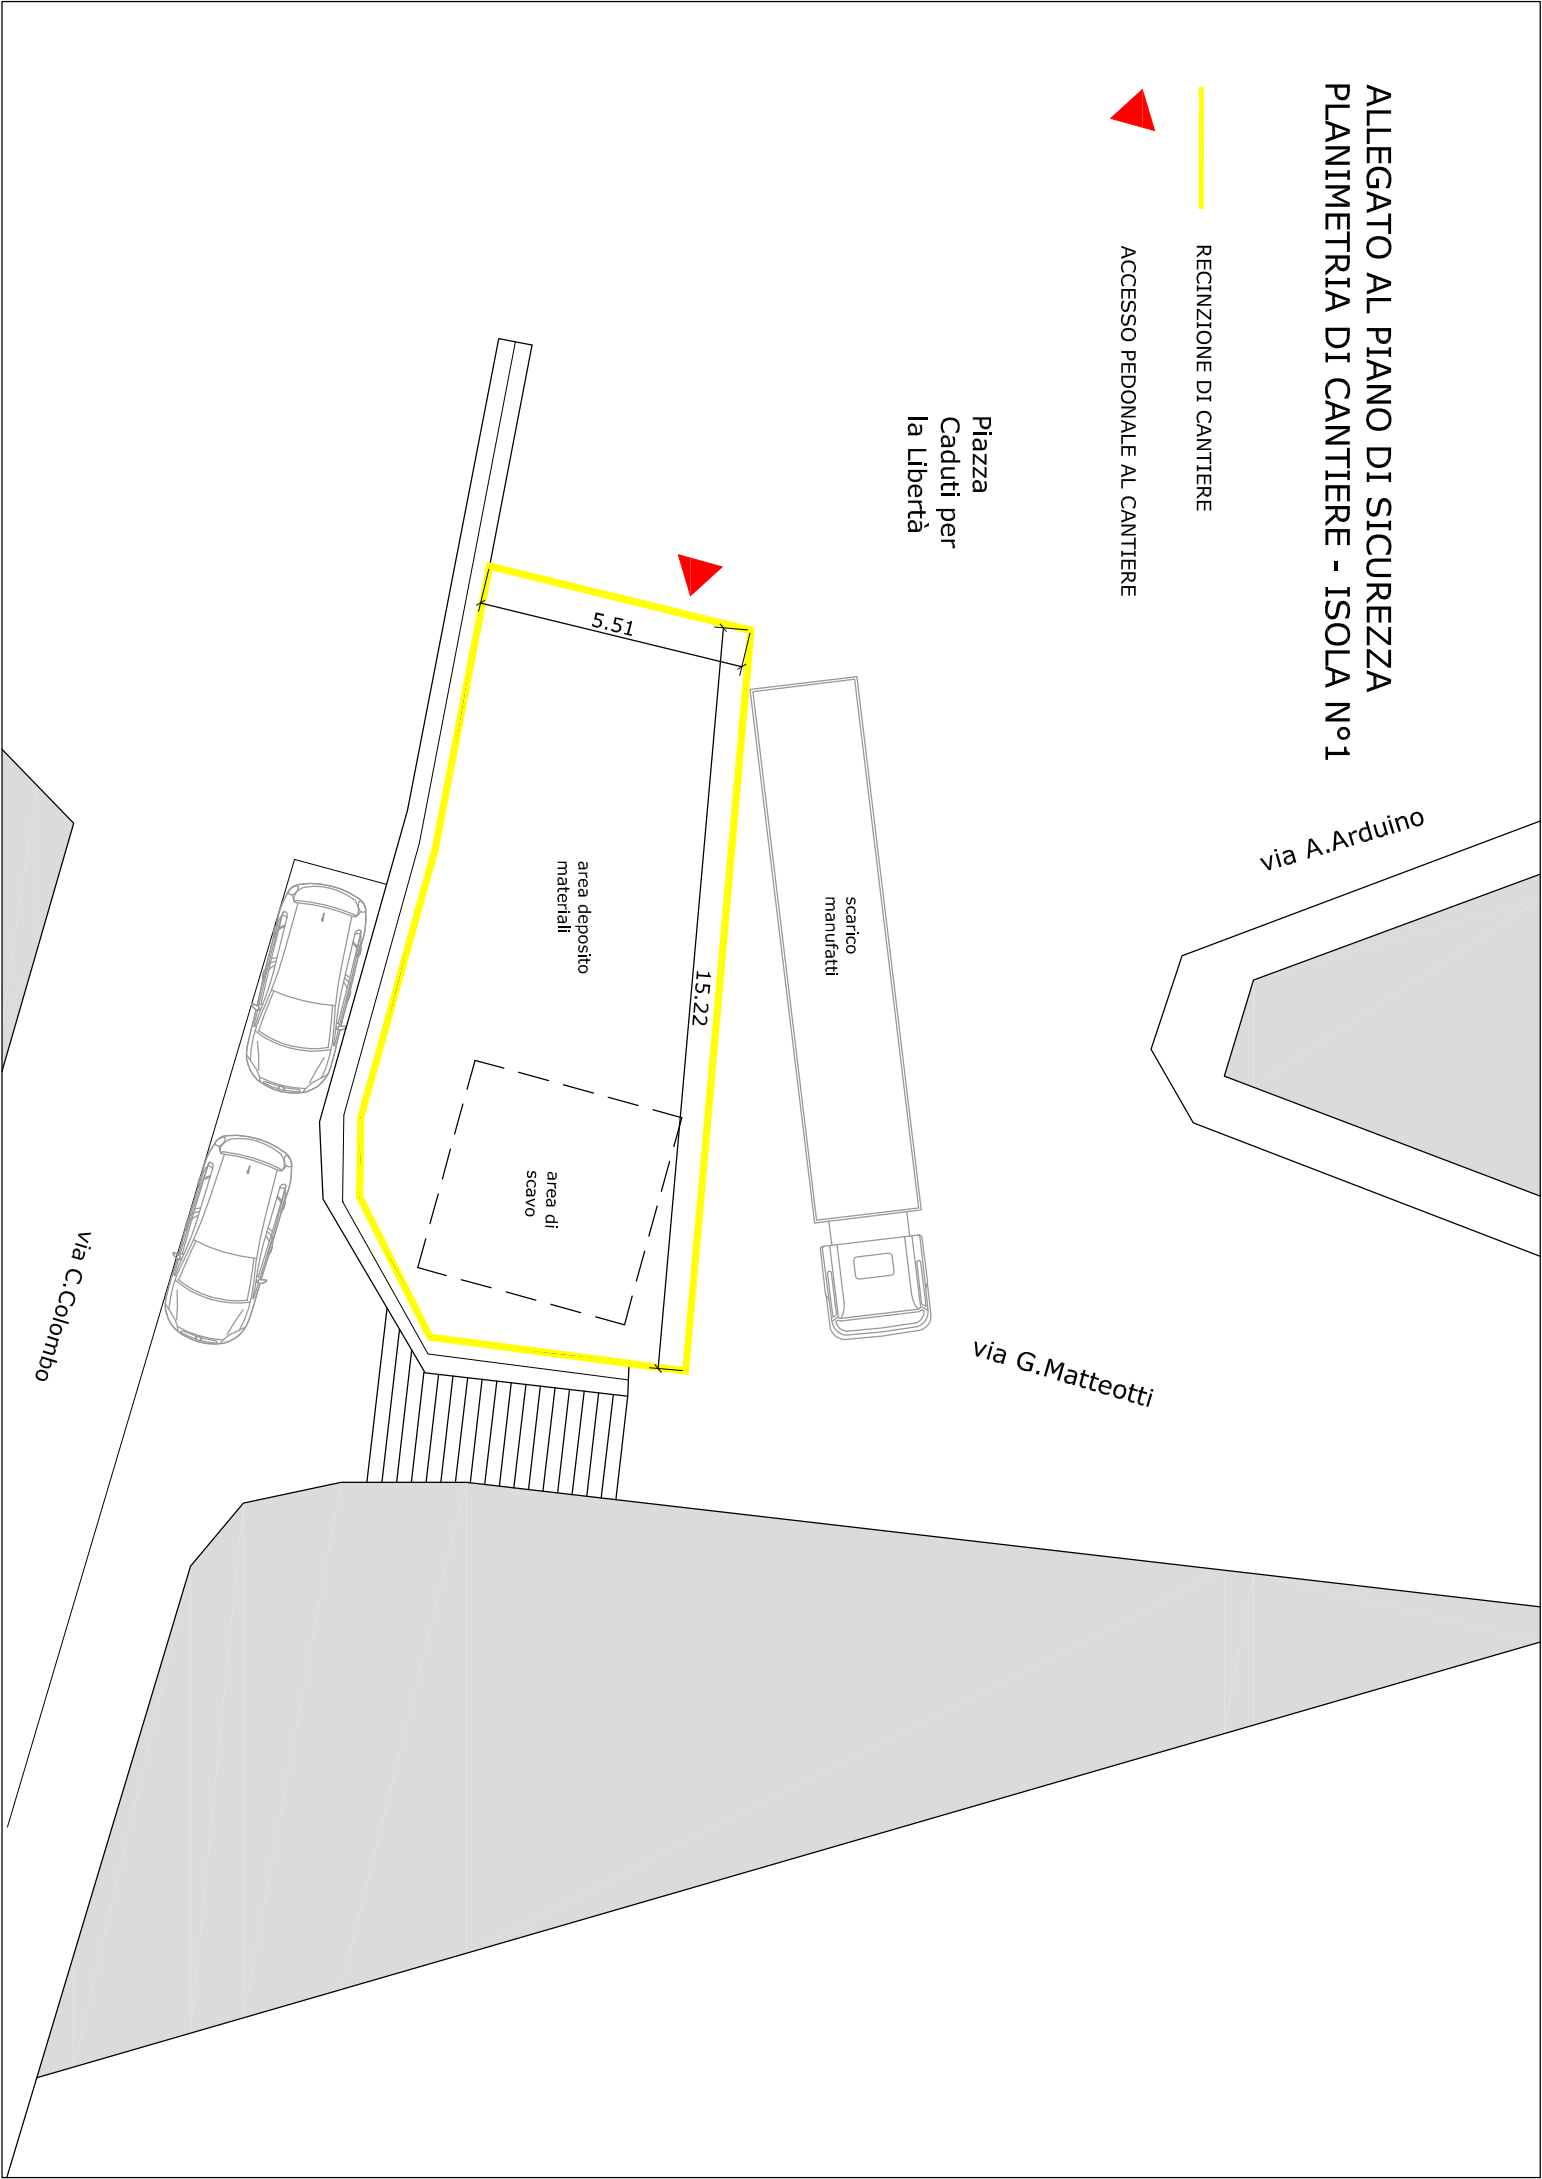 ALLEGATO AL PIANO DI SICUREZZA
PLANIMETRIA DI CANTIERE - ISOLA N°1
RECINZIONE DI CANTIERE
ACCESSO PEDONALE AL CANTIERE
Piazza
Caduti per
la Libertà
via A.Arduino
scarico
manufatti
5.51
15.22
area deposito
materiali
area di
scavo
via G.Matteotti
via C.Colombo